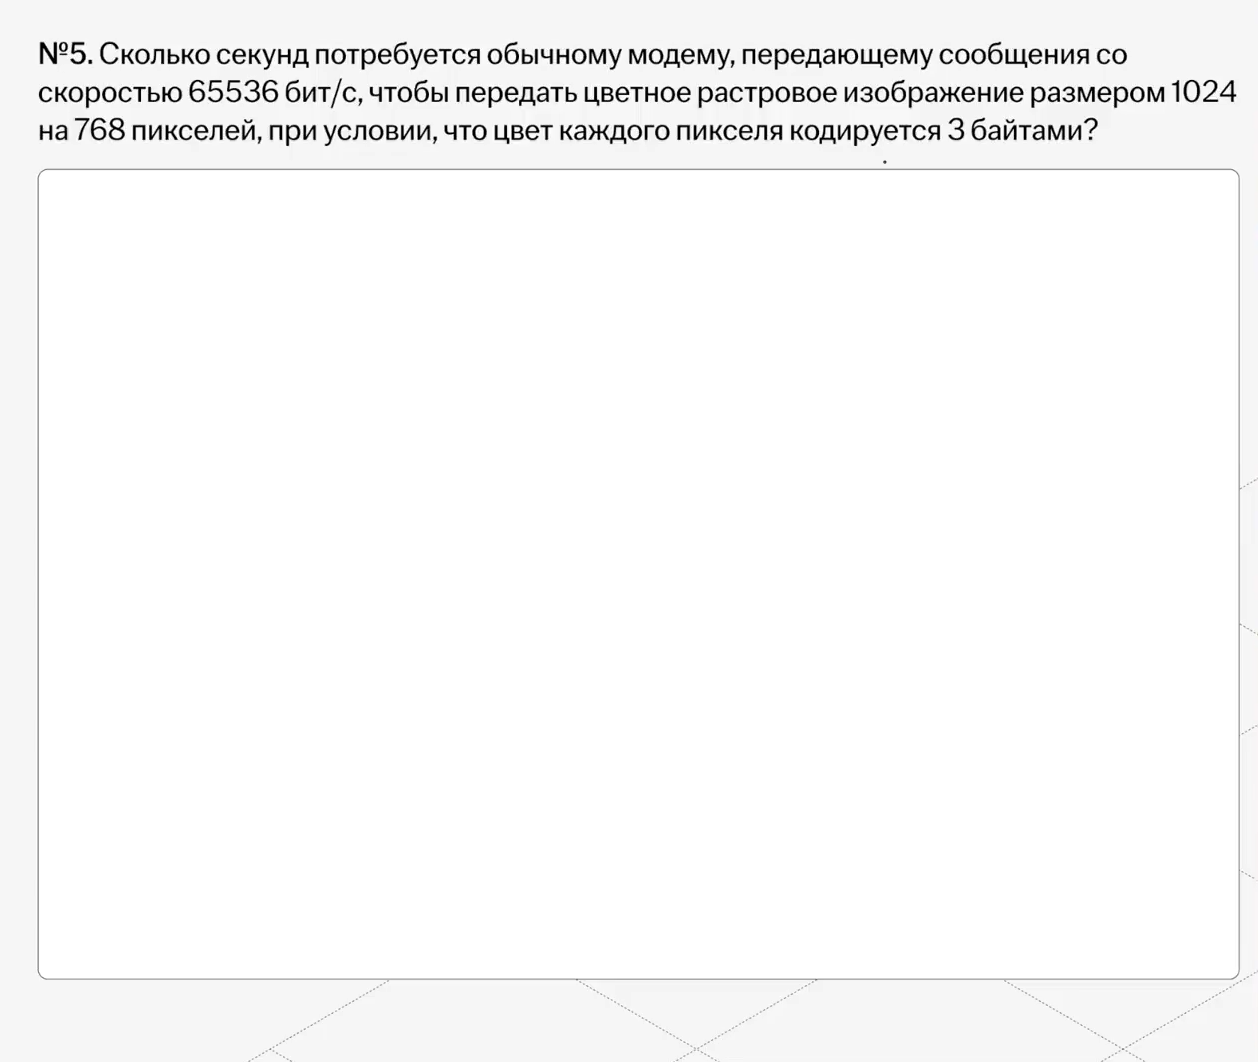 №5. Сколько секунд потребуется обычному модему, передающему сообщения со
скоростью 65536 бит/с, чтобы передать цветное растровое изображение размером 1024
на 768 пикселей, при условии, что цвет каждого пикселя кодируется 3 байтами?